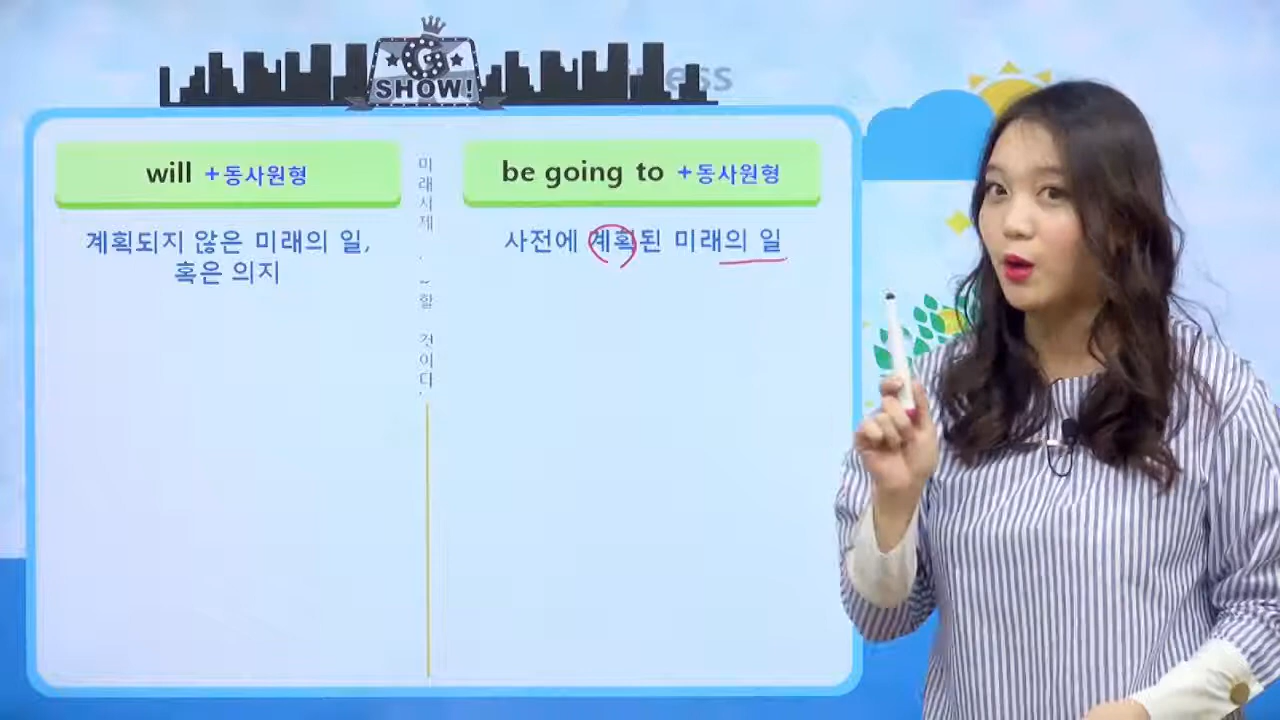 G
SHOW!
will +동사원형
계획되지 않은 미래의 일,
혹은 의지
미래시제
~ 할 것이다.
be going to +동사원형
사전에 계획된 미래의 일